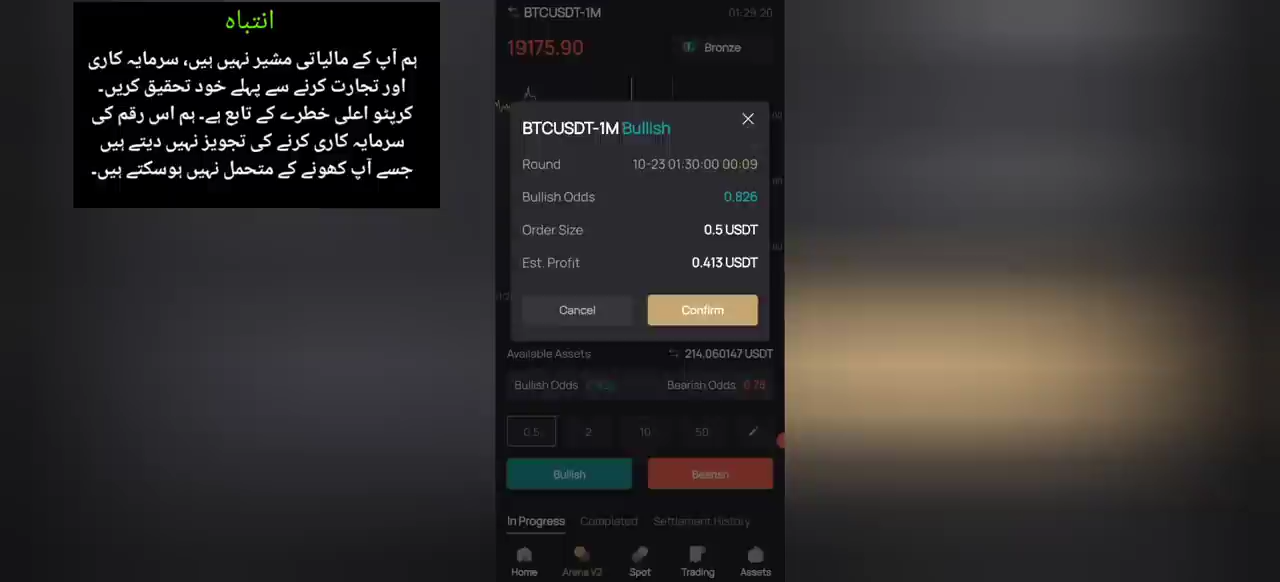 انتباہ
ہم آپ کے مالیاتی مشیر نہیں ہیں، سرمایہ کاری
اور تجارت کرنے سے پہلے خود تحقیق کریں۔
کرپٹو اعلی خطرے کے تابع ہے۔ ہم اس رقم کی
سرمایہ کاری کرنے کی تجویز نہیں دیتے ہیں
جسے آپ کھونے کے متحمل نہیں ہوسکتے ہیں۔
BTCUSDT-1M 01:29:20
19175.90 Bronze
BTCUSDT-1M Bullish
Round 10-23 01:30:00 00:09
Bullish Odds 0.826
Order Size 0.5 USDT
Est. Profit 0.413 USDT
Cancel Confirm
Available Assets 214.060147 USDT
Bullish Odds Bearish Odds 0.78
0.5 2 10 50
Bullish Bearish
In Progress Completed Settlement History
Home Arena V2 Spot Trading Assets